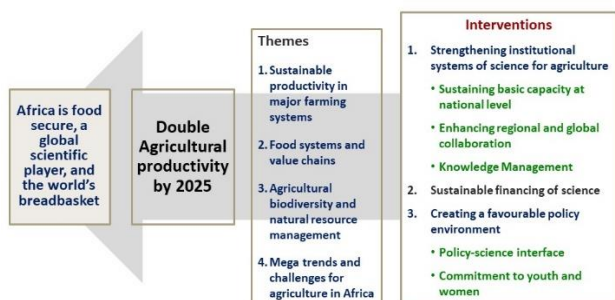 Africa is food
secure, a
global
scientific
player, and
the world's
breadbasket
Double
Agricultural
productivity
by 2025
Themes
1. Sustainable
productivity in
major farming
systems
2. Food systems and
value chains
3. Agricultural
biodiversity and
natural resource
management
4. Mega trends and
challenges for
agriculture in Africa
Interventions
1. Strengthening institutional
systems of science for agriculture
• Sustaining basic capacity at
national level
• Enhancing regional and global
collaboration
• Knowledge Management
2. Sustainable financing of science
3. Creating a favourable policy
environment
• Policy-science interface
• Commitment to youth and
women